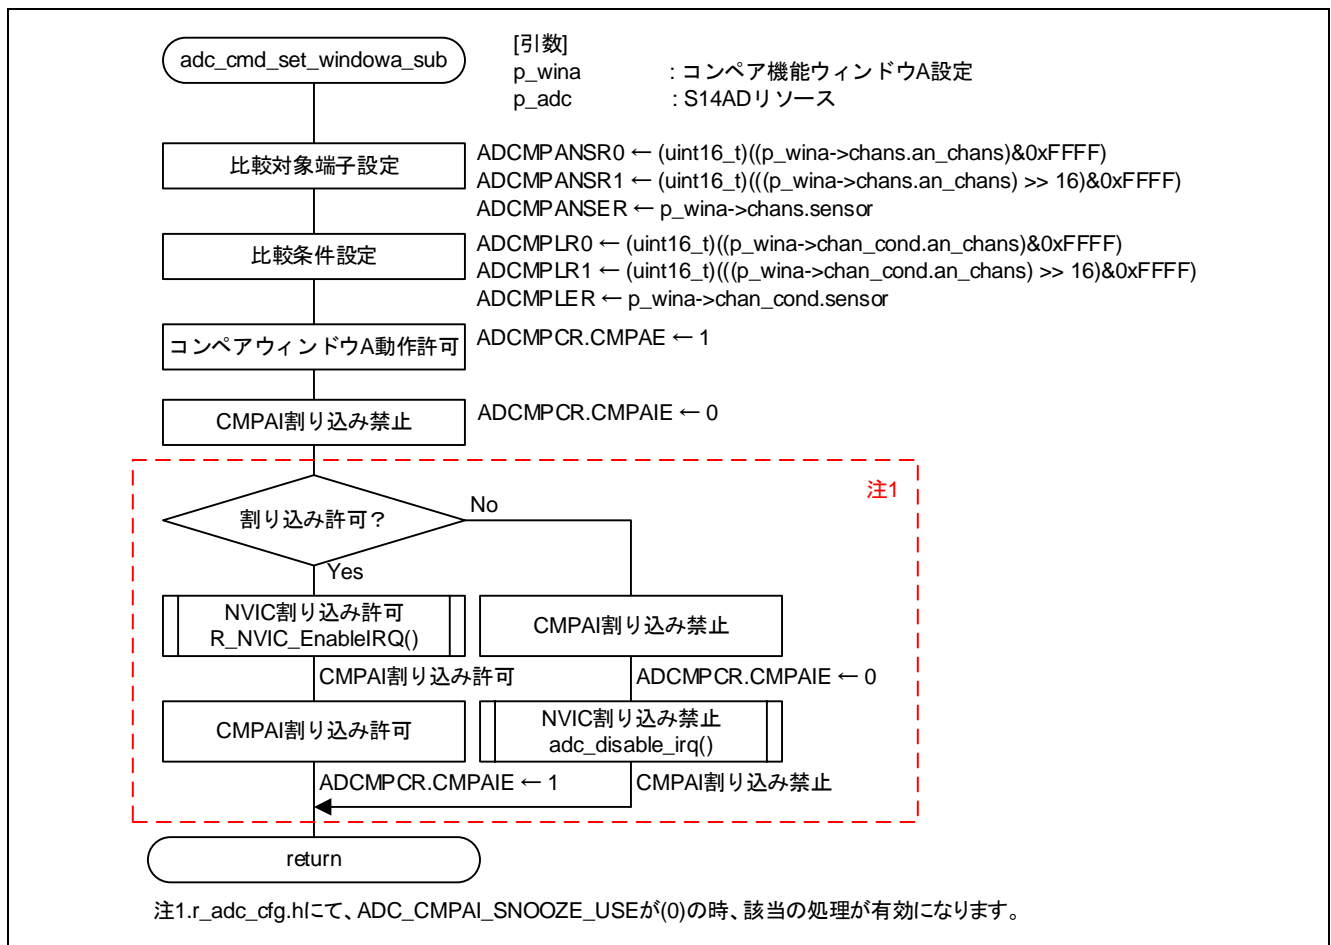 adc_cmd_set_windowa_sub
[引数]
p_wina : コンペア機能ウィンドウA設定
p_adc : S14ADリソース
比較対象端子設定
ADCMPANSR0 ← (uint16_t)((p_wina->chans.an_chans)&0xFFFF)
ADCMPANSR1 ← (uint16_t)(((p_wina->chans.an_chans) >> 16)&0xFFFF)
ADCMPANSER ← p_wina->chans.sensor
比較条件設定
ADCMPLR0 ← (uint16_t)((p_wina->chan_cond.an_chans)&0xFFFF)
ADCMPLR1 ← (uint16_t)(((p_wina->chan_cond.an_chans) >> 16)&0xFFFF)
ADCMPLER ← p_wina->chan_cond.sensor
コンペアウィンドウA動作許可
ADCMPCR.CMPAE ← 1
CMPAI割り込み禁止
ADCMPCR.CMPAIE ← 0
注1
割り込み許可？
No
Yes
NVIC割り込み許可
R_NVIC_EnableIRQ()
CMPAI割り込み許可
CMPAI割り込み許可
ADCMPCR.CMPAIE ← 1
CMPAI割り込み禁止
ADCMPCR.CMPAIE ← 0
NVIC割り込み禁止
adc_disable_irq()
CMPAI割り込み禁止
return
注1.r_adc_cfg.hにて、ADC_CMPAI_SNOOZE_USEが(0)の時、該当の処理が有効になります。